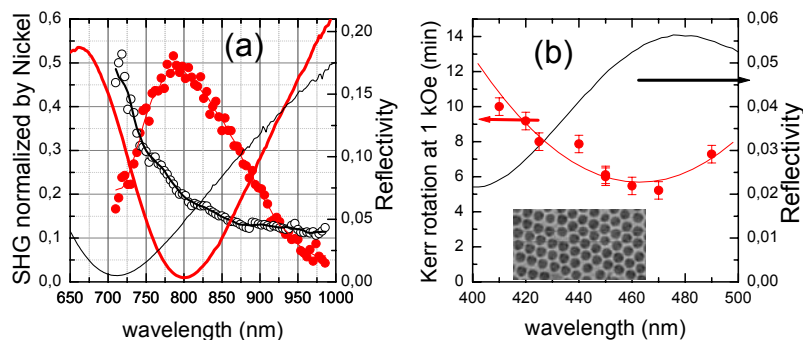 (a)
SHG normalized by Nickel
0,6
0,5
0,4
0,3
0,2
0,1
0,0
650 700 750 800 850 900 950 1000
wavelength (nm)
0,20
0,15
0,10
0,05
0,00
Reflectivity
(b)
Kerr rotation at 1 kOe (min)
14
12
10
8
6
4
2
0
400 420 440 460 480 500
wavelength (nm)
0,06
0,05
0,04
0,03
0,02
0,01
0,00
Reflectivity